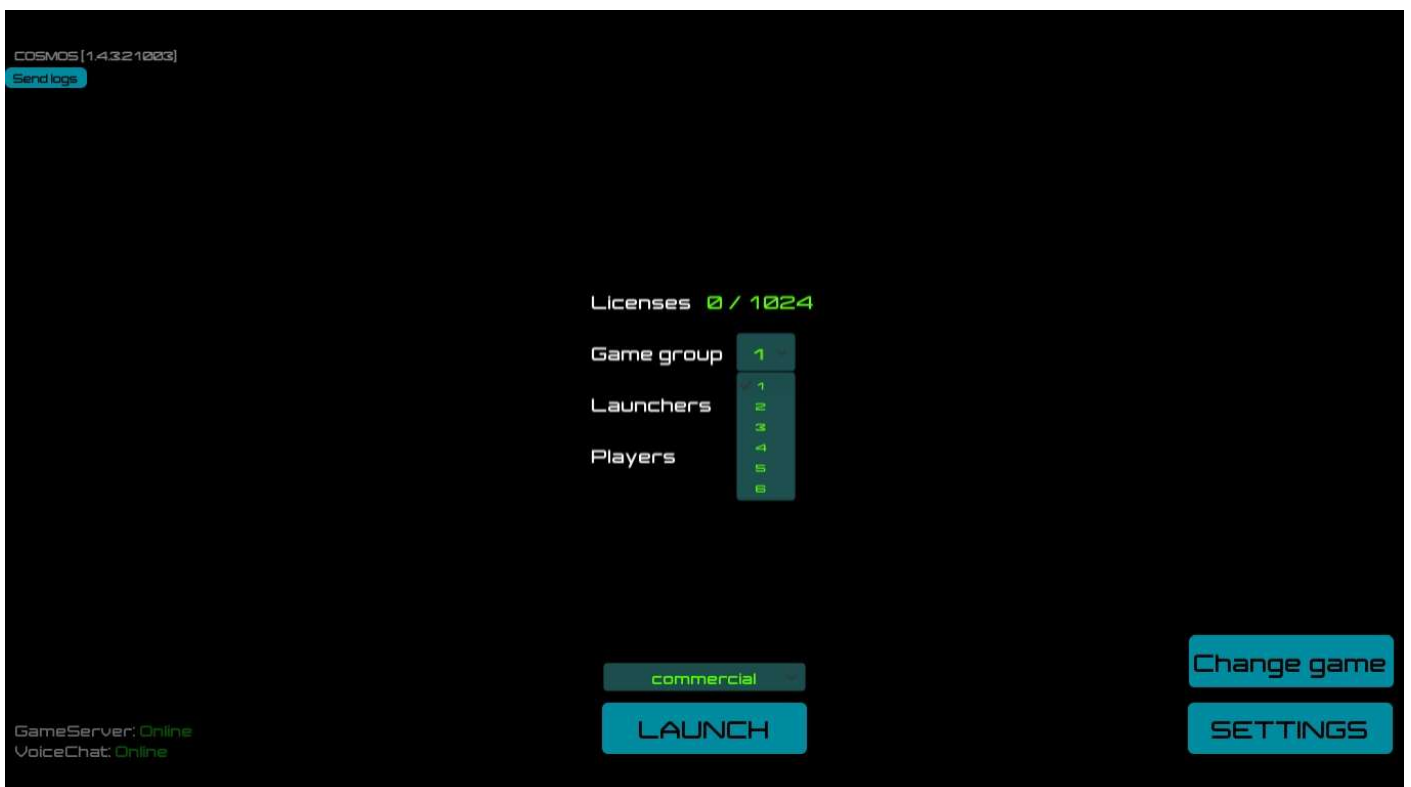 COSMOS [1.4.3.21003]
Send logs
Licenses 0 / 1024
Game group 1
1
Launchers
2
3
Players
4
5
6
commercial
LAUNCH
Change game
SETTINGS
GameServer: Online
VoiceChat: Online